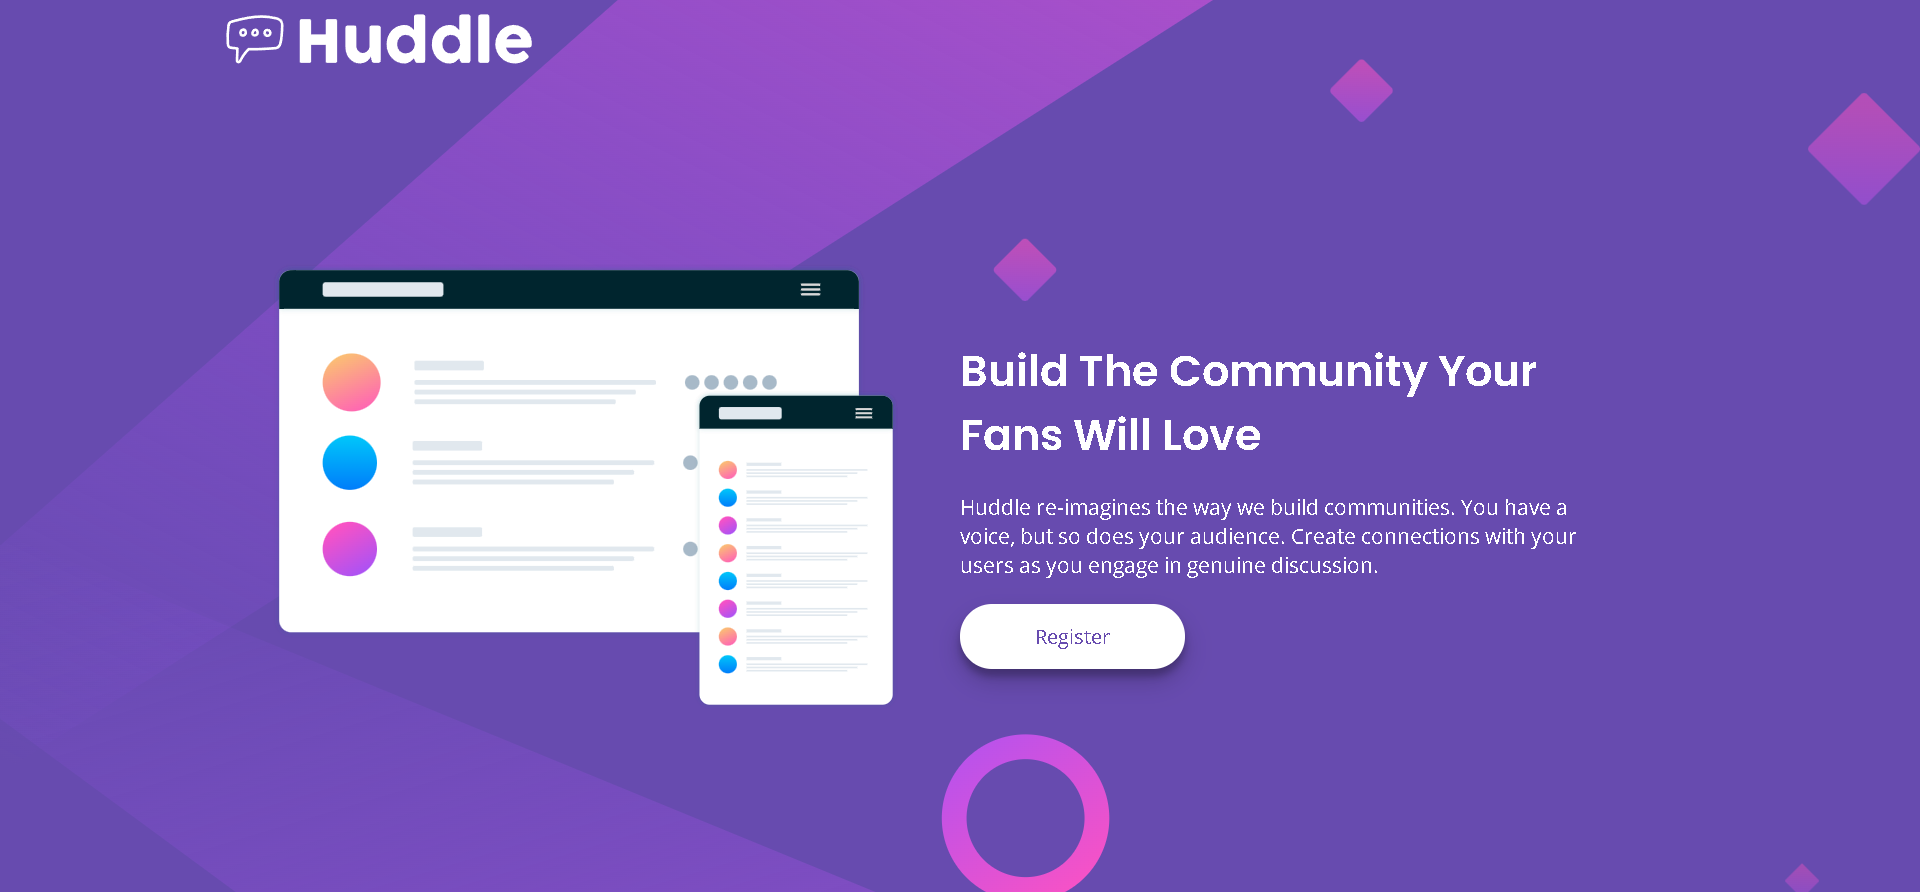 Huddle
Build The Community Your
Fans Will Love
Huddle re-imagines the way we build communities. You have a
voice, but so does your audience. Create connections with your
users as you engage in genuine discussion.
Register